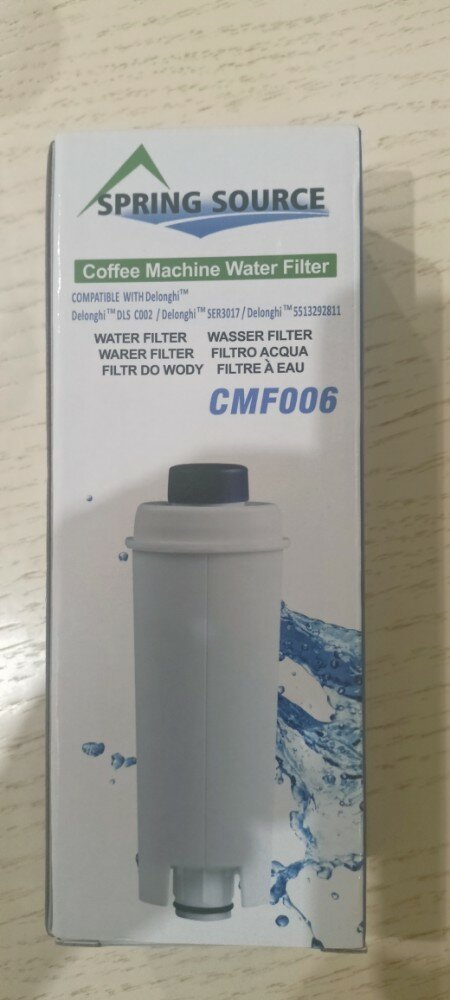 SPRING SOURCE
Coffee Machine Water Filter
COMPATIBLE WITH Delonghi™
Delonghi™ DLS C002 / Delonghi™ SER3017 / Delonghi™ 5513292811
WATER FILTER WASSER FILTER
WARER FILTER FILTRO ACQUA
FILTR DO WODY FILTRE À EAU
CMF006